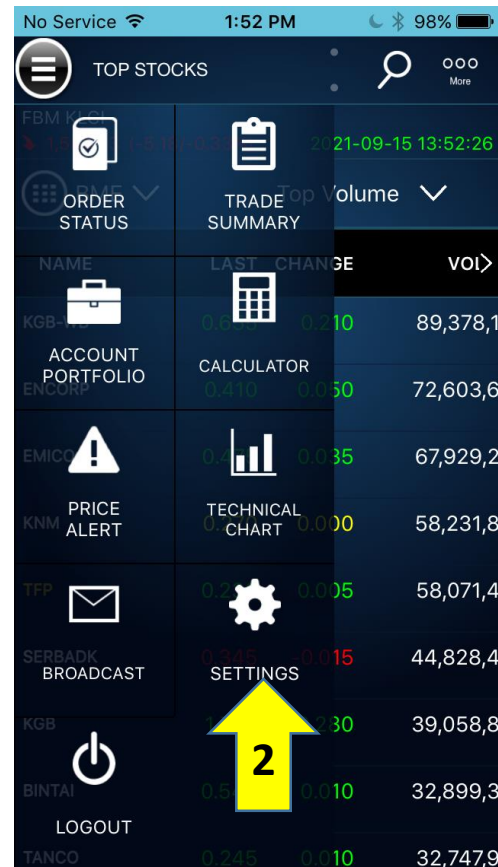 No Service 1:52 PM 98%
TOP STOCKS
More
FBM KLCI
2021-09-15 13:52:26
BME Top Volume
NAME LAST CHANGE VOL
ORDER STATUS
TRADE SUMMARY
ACCOUNT PORTFOLIO
CALCULATOR
PRICE ALERT
TECHNICAL CHART
BROADCAST
SETTINGS
2
LOGOUT
KGB-WB 0.210 89,378,1
ENCORP 0.410 0.050 72,603,6
EMICO 0.035 67,929,2
KNM 0.000 58,231,8
TFP 0.005 58,071,4
SERBADK 0.345 -0.015 44,828,4
KGB 39,058,8
BINTAI 0.010 32,899,3
TANCO 0.245 0.010 32,747,9